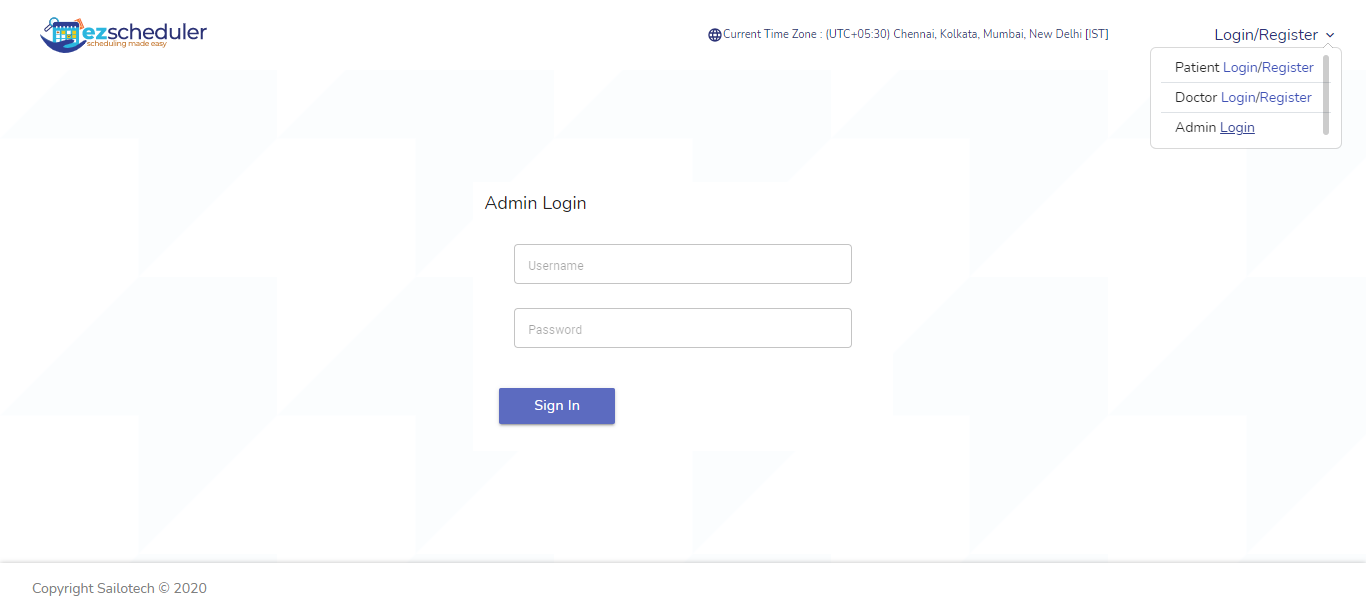 ezscheduler
scheduling made easy
Current Time Zone : (UTC+05:30) Chennai, Kolkata, Mumbai, New Delhi [IST]
Login/Register
Patient Login/Register
Doctor Login/Register
Admin Login
Admin Login
Username
Password
Sign In
Copyright Sailotech © 2020